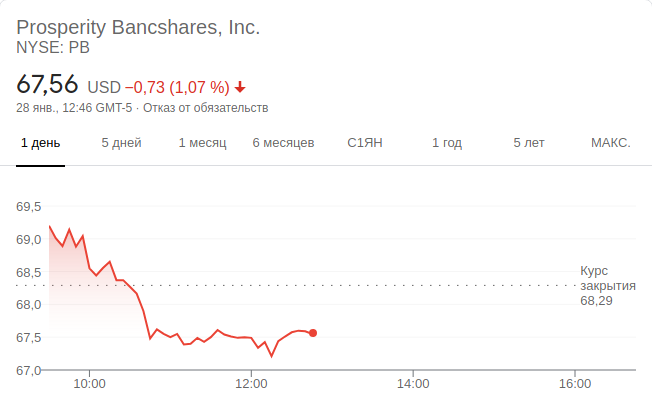 Prosperity Bancshares, Inc.
NYSE: PB
67,56 USD −0,73 (1,07 %)
28 янв., 12:46 GMT-5 · Отказ от обязательств
1 день 5 дней 1 месяц 6 месяцев С1ЯН 1 год 5 лет МАКС.
69,5
69,0
68,5
68,0
67,5
67,0
Курс
закрытия
68,29
10:00 12:00 14:00 16:00